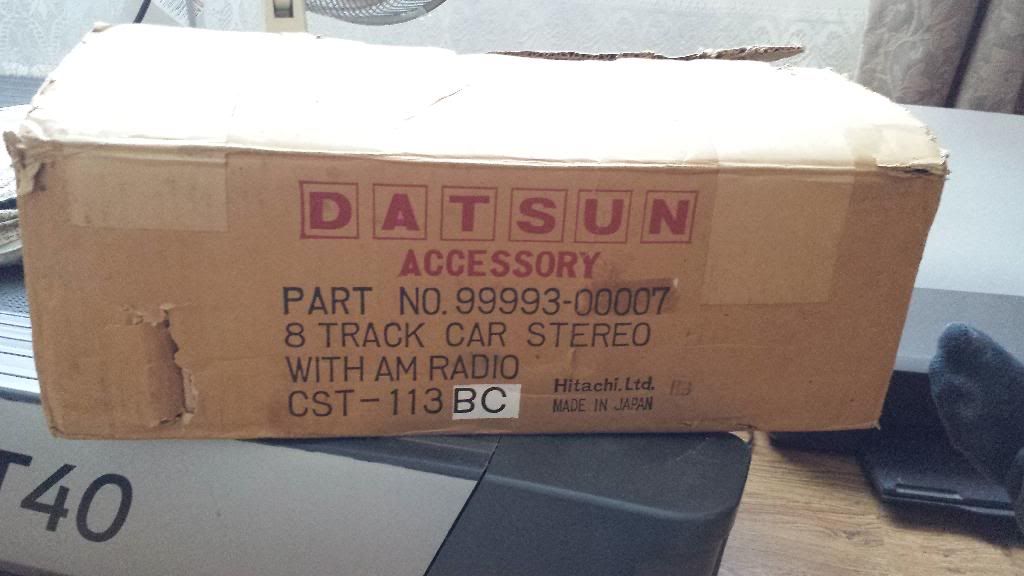 DATSUN
ACCESSORY
PART NO. 99993-00007
8 TRACK CAR STEREO
WITH AM RADIO
CST-113 BC
Hitachi, Ltd.
MADE IN JAPAN
T40